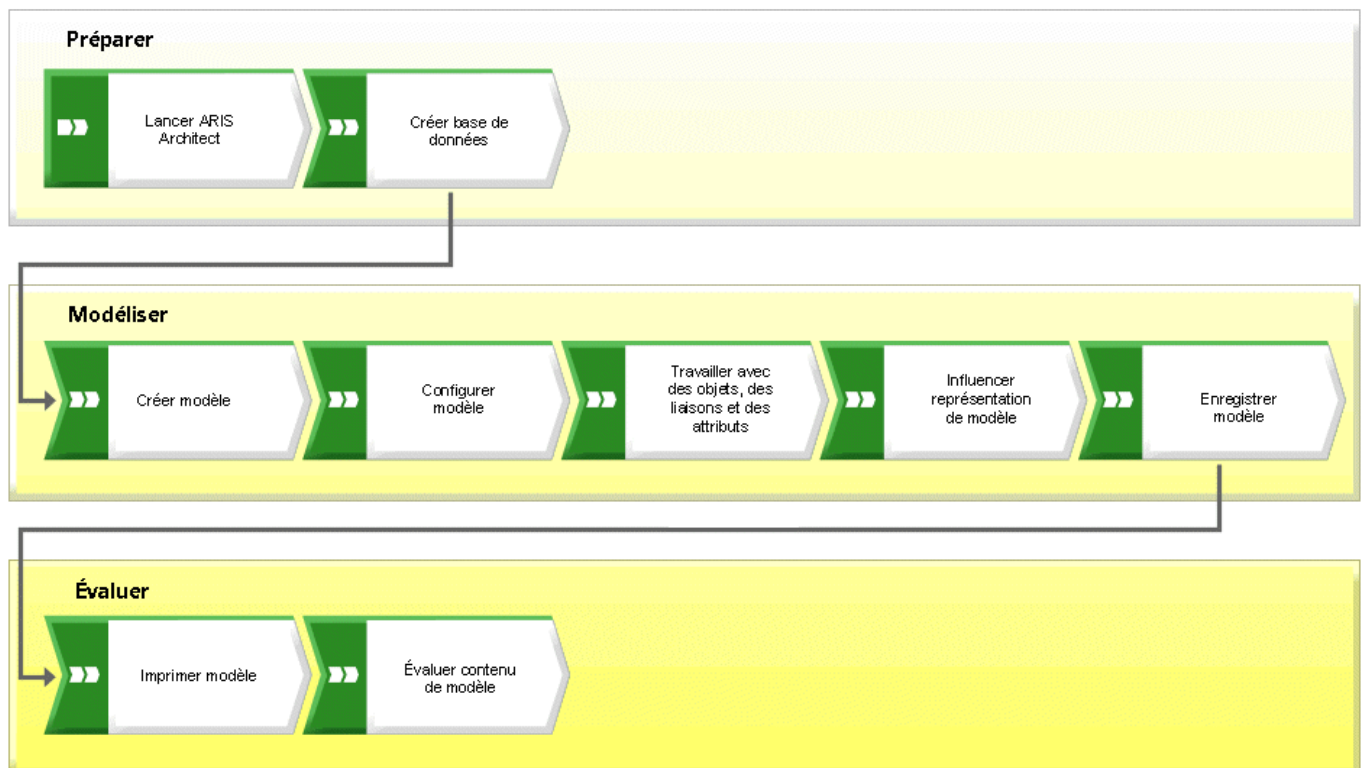 Préparer
Lancer ARIS
Architect
Créer base de
données
Modéliser
Créer modèle
Configurer
modèle
Travailler avec
des objets, des
liaisons et des
attributs
Influencer
représentation
de modèle
Enregistrer
modèle
Évaluer
Imprimer modèle
Évaluer contenu
de modèle